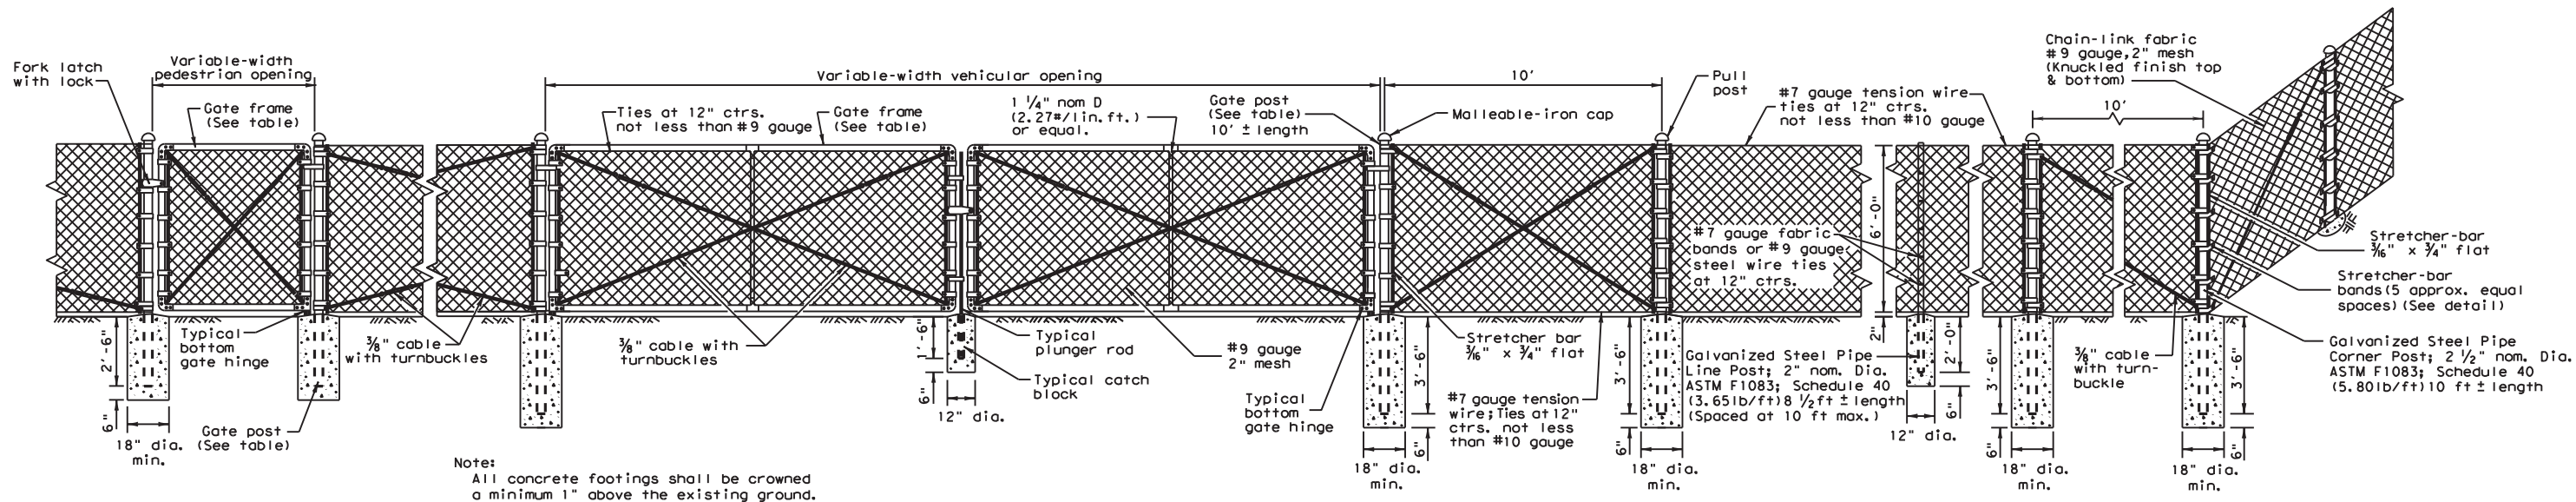 Fork latch
with lock
Variable-width
pedestrian opening
Gate frame
(See table)
Variable-width vehicular opening
Ties at 12" ctrs.
not less than #9 gauge
Gate frame
(See table)
1 ¼" nom D
(2.27#/lin.ft.)
or equal.
Gate post
(See table)
10' ± length
10'
Malleable-iron cap
Pull
post
#7 gauge tension wire
ties at 12" ctrs.
not less than #10 gauge
Chain-link fabric
#9 gauge,2" mesh
(Knuckled finish top
& bottom)
10'
6'-0"
2"
#7 gauge fabric
bands or #9 gauge
steel wire ties
at 12" ctrs.
Stretcher-bar
3⁄16" x ¾" flat
Stretcher-bar
bands(5 approx. equal
spaces)(See detail)
Galvanized Steel Pipe
Corner Post; 2 ½" nom. Dia.
ASTM F1083; Schedule 40
(5.80lb/ft)10 ft ± length
2'-6"
6"
18" dia.
min.
Typical
bottom
gate hinge
Gate post
(See table)
⅜" cable
with turnbuckles
⅜" cable with
turnbuckles
1'-6"
6"
12" dia.
Typical
plunger rod
Typical catch
block
#9 gauge
2" mesh
Typical
bottom
gate hinge
Stretcher bar
3⁄16" x ¾" flat
3'-6"
6"
18" dia.
min.
#7 gauge tension
wire;Ties at 12"
ctrs. not less
than #10 gauge
3'-6"
6"
18" dia.
min.
Galvanized Steel Pipe
Line Post; 2" nom. Dia.
ASTM F1083; Schedule 40
(3.65lb/ft)8 ½ft ± length
(Spaced at 10 ft max.)
2'-0"
6"
12" dia.
3'-6"
6"
18" dia.
min.
⅜" cable
with turn-
buckle
3'-6"
6"
18" dia.
min.
Note:
All concrete footings shall be crowned
a minimum 1" above the existing ground.